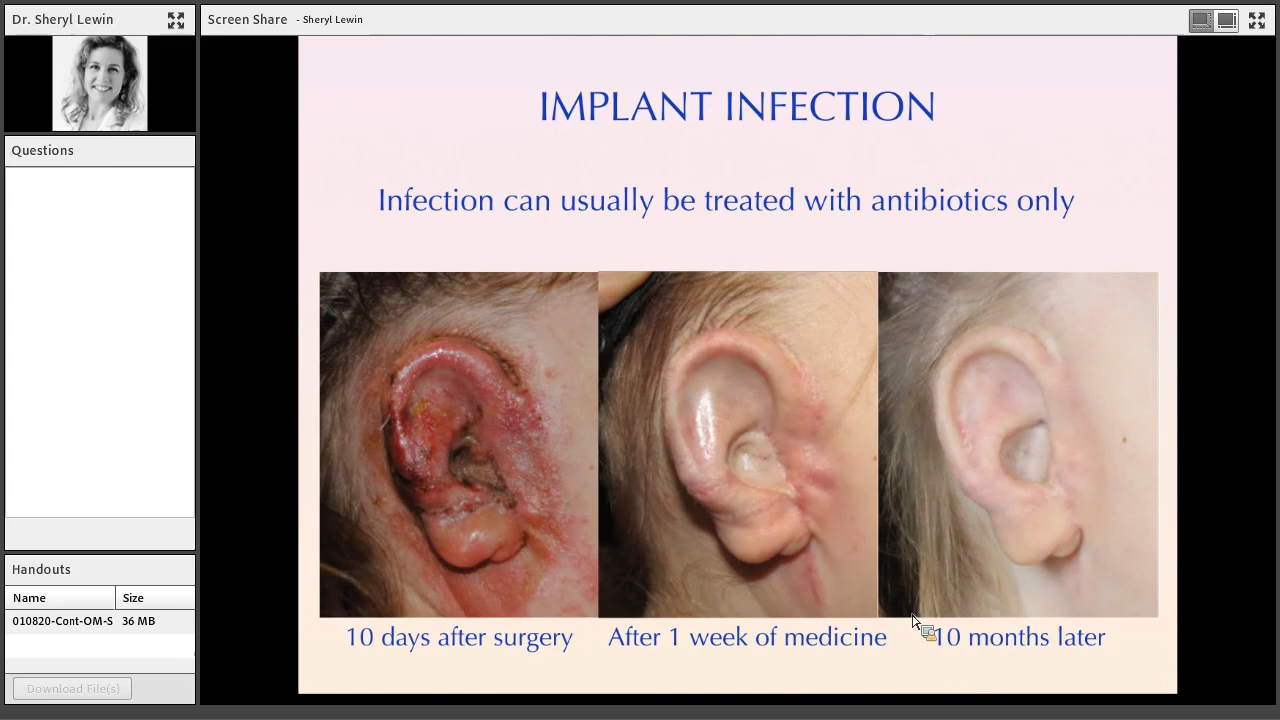 Dr. Sheryl Lewin
Screen Share - Sheryl Lewin
Questions
Handouts
Name Size
010820-Cont-OM-S 36 MB
Download File(s)
IMPLANT INFECTION
Infection can usually be treated with antibiotics only
10 days after surgery
After 1 week of medicine
10 months later